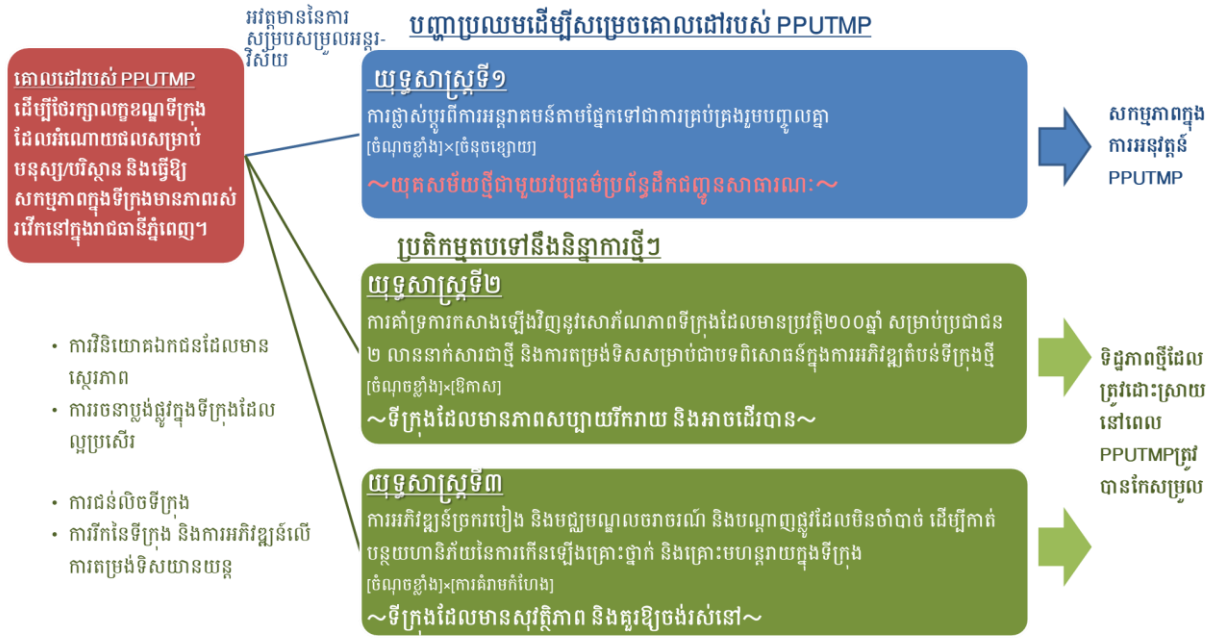 អវត្តមាននៃការ
សម្របសម្រួលអន្តរ-
វិស័យ
បញ្ហាប្រឈមដើម្បីសម្រេចគោលដៅរបស់ PPUTMP
គោលដៅរបស់ PPUTMP
ដើម្បីថែរក្សាលក្ខខណ្ឌទីក្រុង
ដែលអំណោយផលសម្រាប់
មនុស្ស/បរិស្ថាន និងធ្វើឱ្យ
សកម្មភាពក្នុងទីក្រុងមានភាពរស់
រវើកនៅក្នុងរាជធានីភ្នំពេញ។
យុទ្ធសាស្ត្រទី១
ការផ្លាស់ប្តូរពីការអន្តរាគមន៍តាមផ្នែកទៅជាការគ្រប់គ្រងរួមបញ្ចូលគ្នា
[ចំណុចខ្លាំង]×[ចំនុចខ្សោយ]
～យុគសម័យថ្មីជាមួយវប្បធម៌ប្រព័ន្ធដឹកជញ្ជូនសាធារណៈ～
សកម្មភាពក្នុង
ការអនុវត្តន៍
PPUTMP
ប្រតិកម្មតបទៅនឹងនិន្នាការថ្មីៗ
យុទ្ធសាស្ត្រទី២
ការគាំទ្រការកសាងឡើងវិញនូវសោភ័ណភាពទីក្រុងដែលមានប្រវត្តិ២០០ឆ្នាំ សម្រាប់ប្រជាជន
២ លាននាក់សារជាថ្មី និងការតម្រង់ទិសសម្រាប់ជាបទពិសោធន៍ក្នុងការអភិវឌ្ឍតំបន់ទីក្រុងថ្មី
[ចំណុចខ្លាំង]×[ឱកាស]
～ទីក្រុងដែលមានភាពសប្បាយរីករាយ និងអាចដើរបាន～
• ការវិនិយោគឯកជនដែលមាន
ស្ថេរភាព
• ការរចនាប្លង់ផ្លូវក្នុងទីក្រុងដែល
ល្អប្រសើរ
• ការជន់លិចទីក្រុង
• ការរីកនៃទីក្រុង និងការអភិវឌ្ឍន៍លើ
ការតម្រង់ទិសយានយន្ត
ទិដ្ឋភាពថ្មីដែល
ត្រូវដោះស្រាយ
នៅពេល
PPUTMPត្រូវ
បានកែសម្រួល
យុទ្ធសាស្ត្រទី៣
ការអភិវឌ្ឍន៍ច្រករបៀង និងមជ្ឈមណ្ឌលចរាចរណ៍ និងបណ្តាញផ្លូវដែលមិនចាំបាច់ ដើម្បីកាត់
បន្ថយហានិភ័យនៃការកើនឡើងគ្រោះថ្នាក់ និងគ្រោះមហន្តរាយក្នុងទីក្រុង
[ចំណុចខ្លាំង]×[ការគំរាមកំហែង]
～ទីក្រុងដែលមានសុវត្ថិភាព និងគួរឱ្យចង់រស់នៅ～